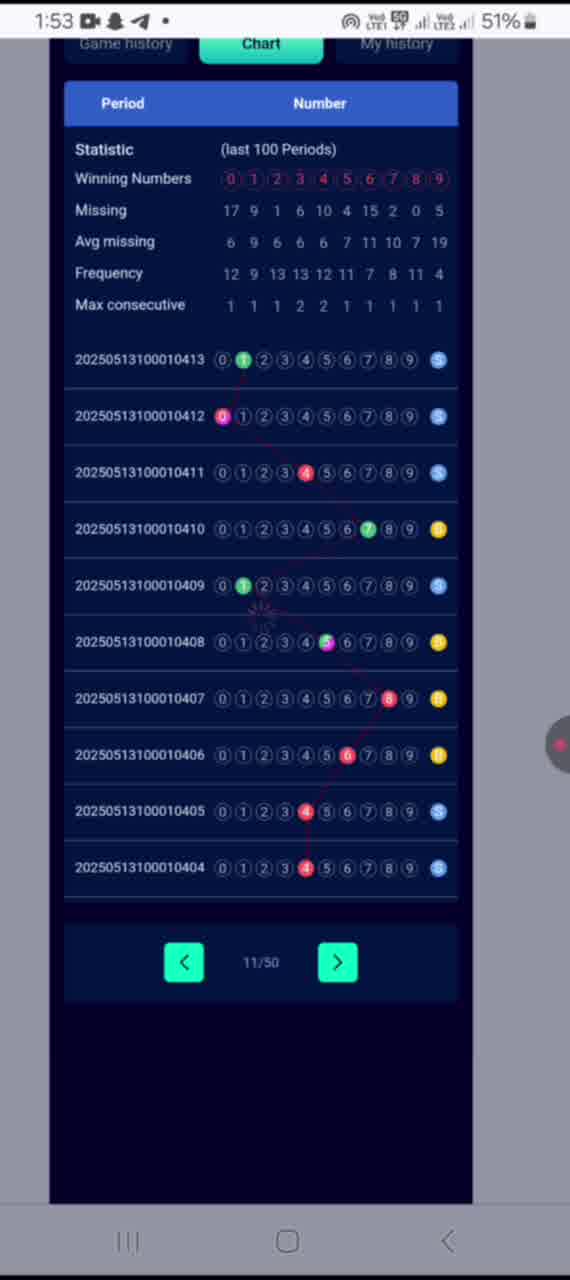 1:53 51%
Vo) 5G Vo)
LTE1 LTE2
Game history Chart My history
Period Number
Statistic (last 100 Periods)
Winning Numbers 0 1 2 3 4 5 6 7 8 9
Missing 17 9 1 6 10 4 15 2 0 5
Avg missing 6 9 6 6 6 7 11 10 7 19
Frequency 12 9 13 13 12 11 7 8 11 4
Max consecutive 1 1 1 2 2 1 1 1 1 1
20250513100010413 0 1 2 3 4 5 6 7 8 9 S
20250513100010412 0 1 2 3 4 5 6 7 8 9 S
20250513100010411 0 1 2 3 4 5 6 7 8 9 S
20250513100010410 0 1 2 3 4 5 6 7 8 9 B
20250513100010409 0 1 2 3 4 5 6 7 8 9 S
20250513100010408 0 1 2 3 4 5 6 7 8 9 B
20250513100010407 0 1 2 3 4 5 6 7 8 9 B
20250513100010406 0 1 2 3 4 5 6 7 8 9 B
20250513100010405 0 1 2 3 4 5 6 7 8 9 S
20250513100010404 0 1 2 3 4 5 6 7 8 9 S
11/50